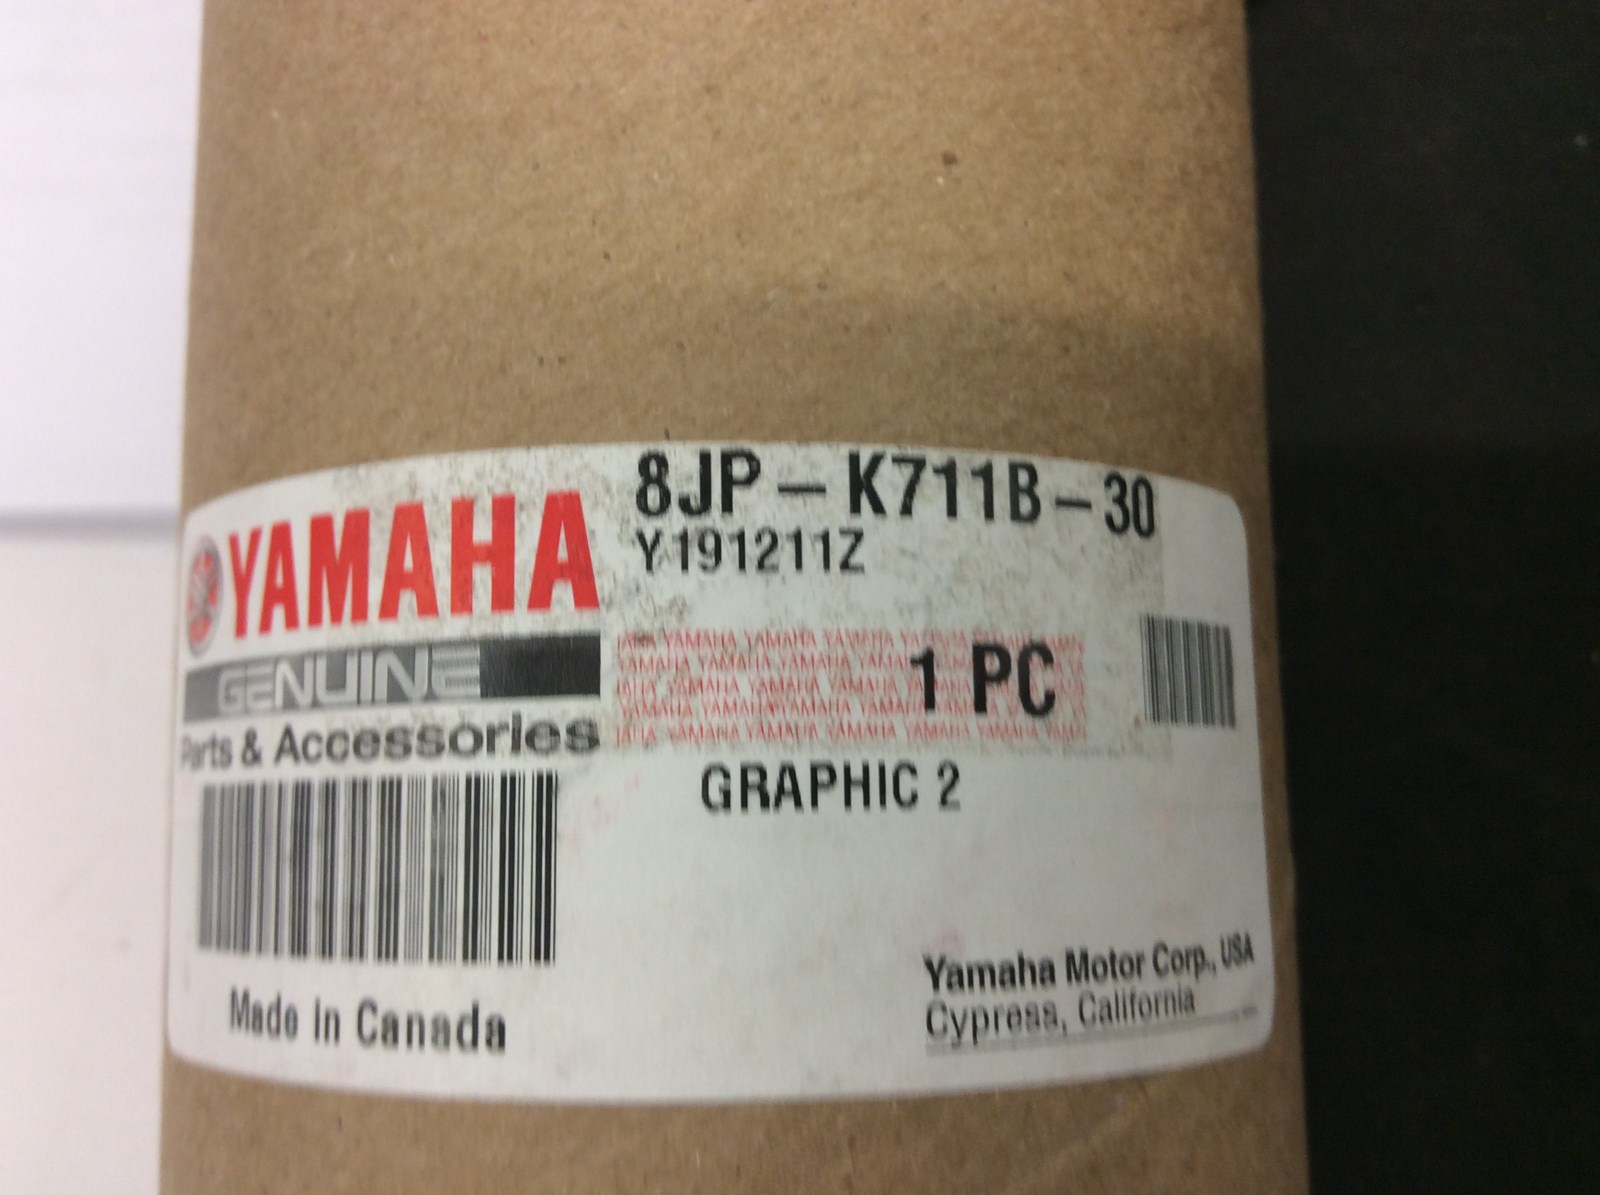 8JP-K711B-30
Y191211Z
YAMAHA
GENUINE
Parts & Accessories
1 PC
GRAPHIC 2
Made in Canada
Yamaha Motor Corp., USA
Cypress, California